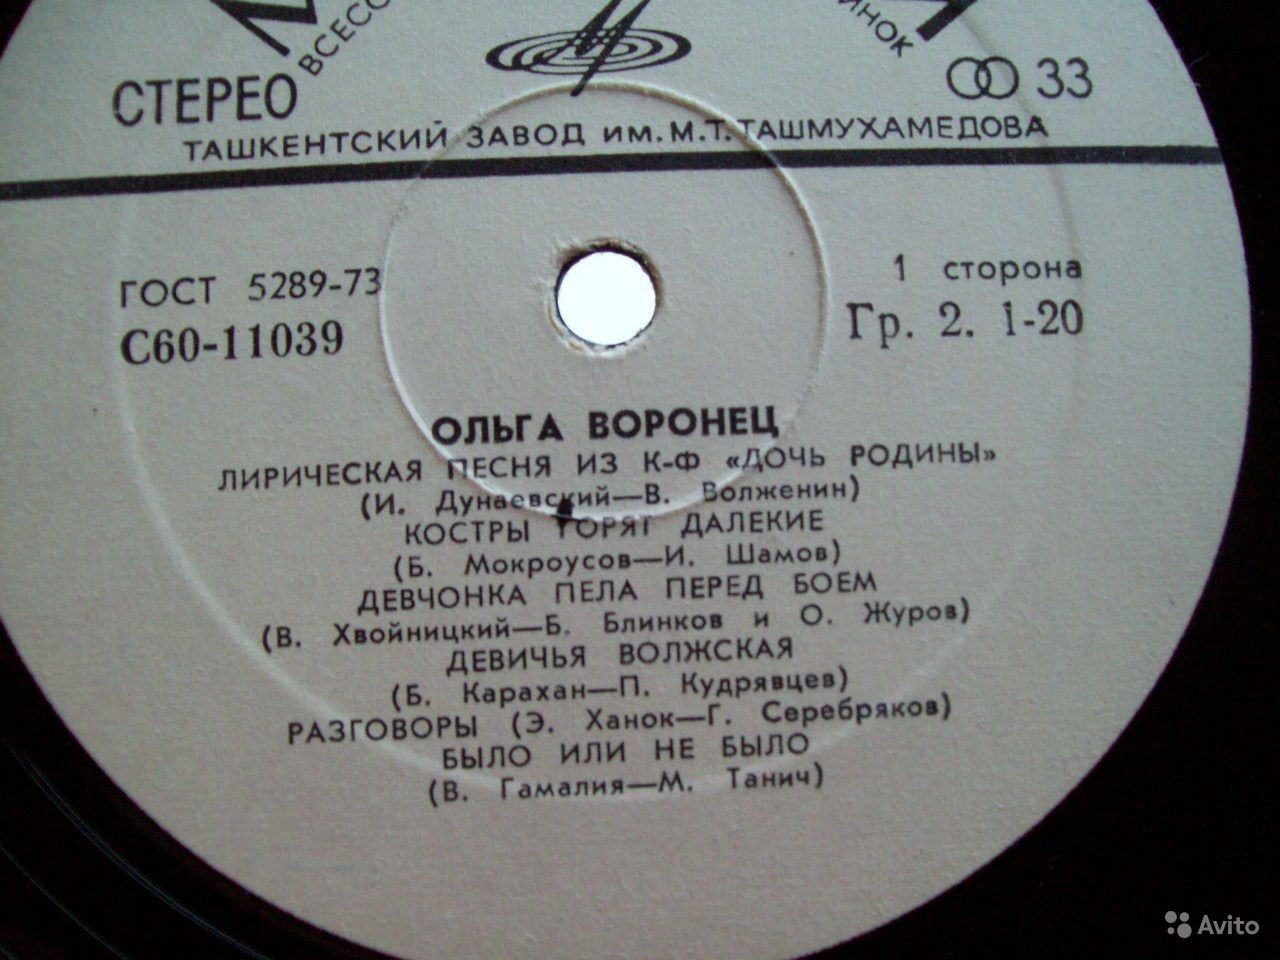 СТЕРЕО
33
ТАШКЕНТСКИЙ ЗАВОД ИМ. М.Т. ТАШМУХАМЕДОВА
ГОСТ 5289-73
С60-11039
1 сторона
Гр. 2. 1-20
ОЛЬГА ВОРОНЕЦ
ЛИРИЧЕСКАЯ ПЕСНЯ ИЗ К-Ф «ДОЧЬ РОДИНЫ»
(И. Дунаевский—В. Волженин)
КОСТРЫ ГОРЯТ ДАЛЕКИЕ
(Б. Мокроусов—И. Шамов)
ДЕВЧОНКА ПЕЛА ПЕРЕД БОЕМ
(В. Хвойницкий—Б. Блинков и О. Журов)
ДЕВИЧЬЯ ВОЛЖСКАЯ
(Б. Карахан—П. Кудрявцев)
РАЗГОВОРЫ (Э. Ханок—Г. Серебряков)
БЫЛО ИЛИ НЕ БЫЛО
(В. Гамалия—М. Танич)
Avito